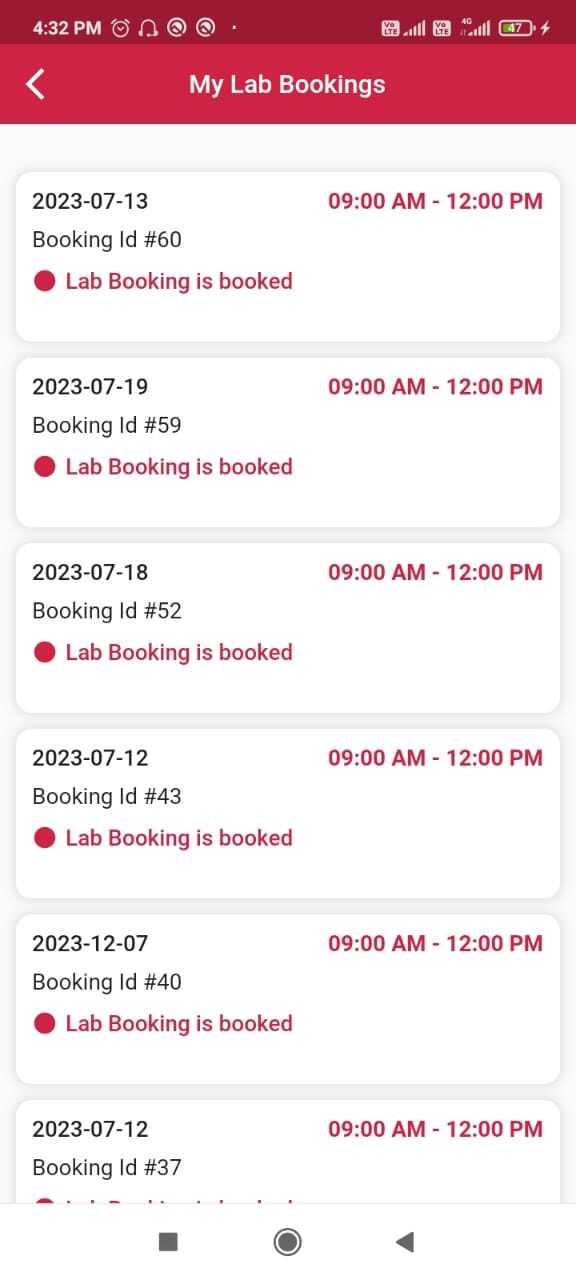 4:32 PM
Vo LTE Vo LTE 4G 47
My Lab Bookings
2023-07-13 09:00 AM - 12:00 PM
Booking Id #60
Lab Booking is booked
2023-07-19 09:00 AM - 12:00 PM
Booking Id #59
Lab Booking is booked
2023-07-18 09:00 AM - 12:00 PM
Booking Id #52
Lab Booking is booked
2023-07-12 09:00 AM - 12:00 PM
Booking Id #43
Lab Booking is booked
2023-12-07 09:00 AM - 12:00 PM
Booking Id #40
Lab Booking is booked
2023-07-12 09:00 AM - 12:00 PM
Booking Id #37